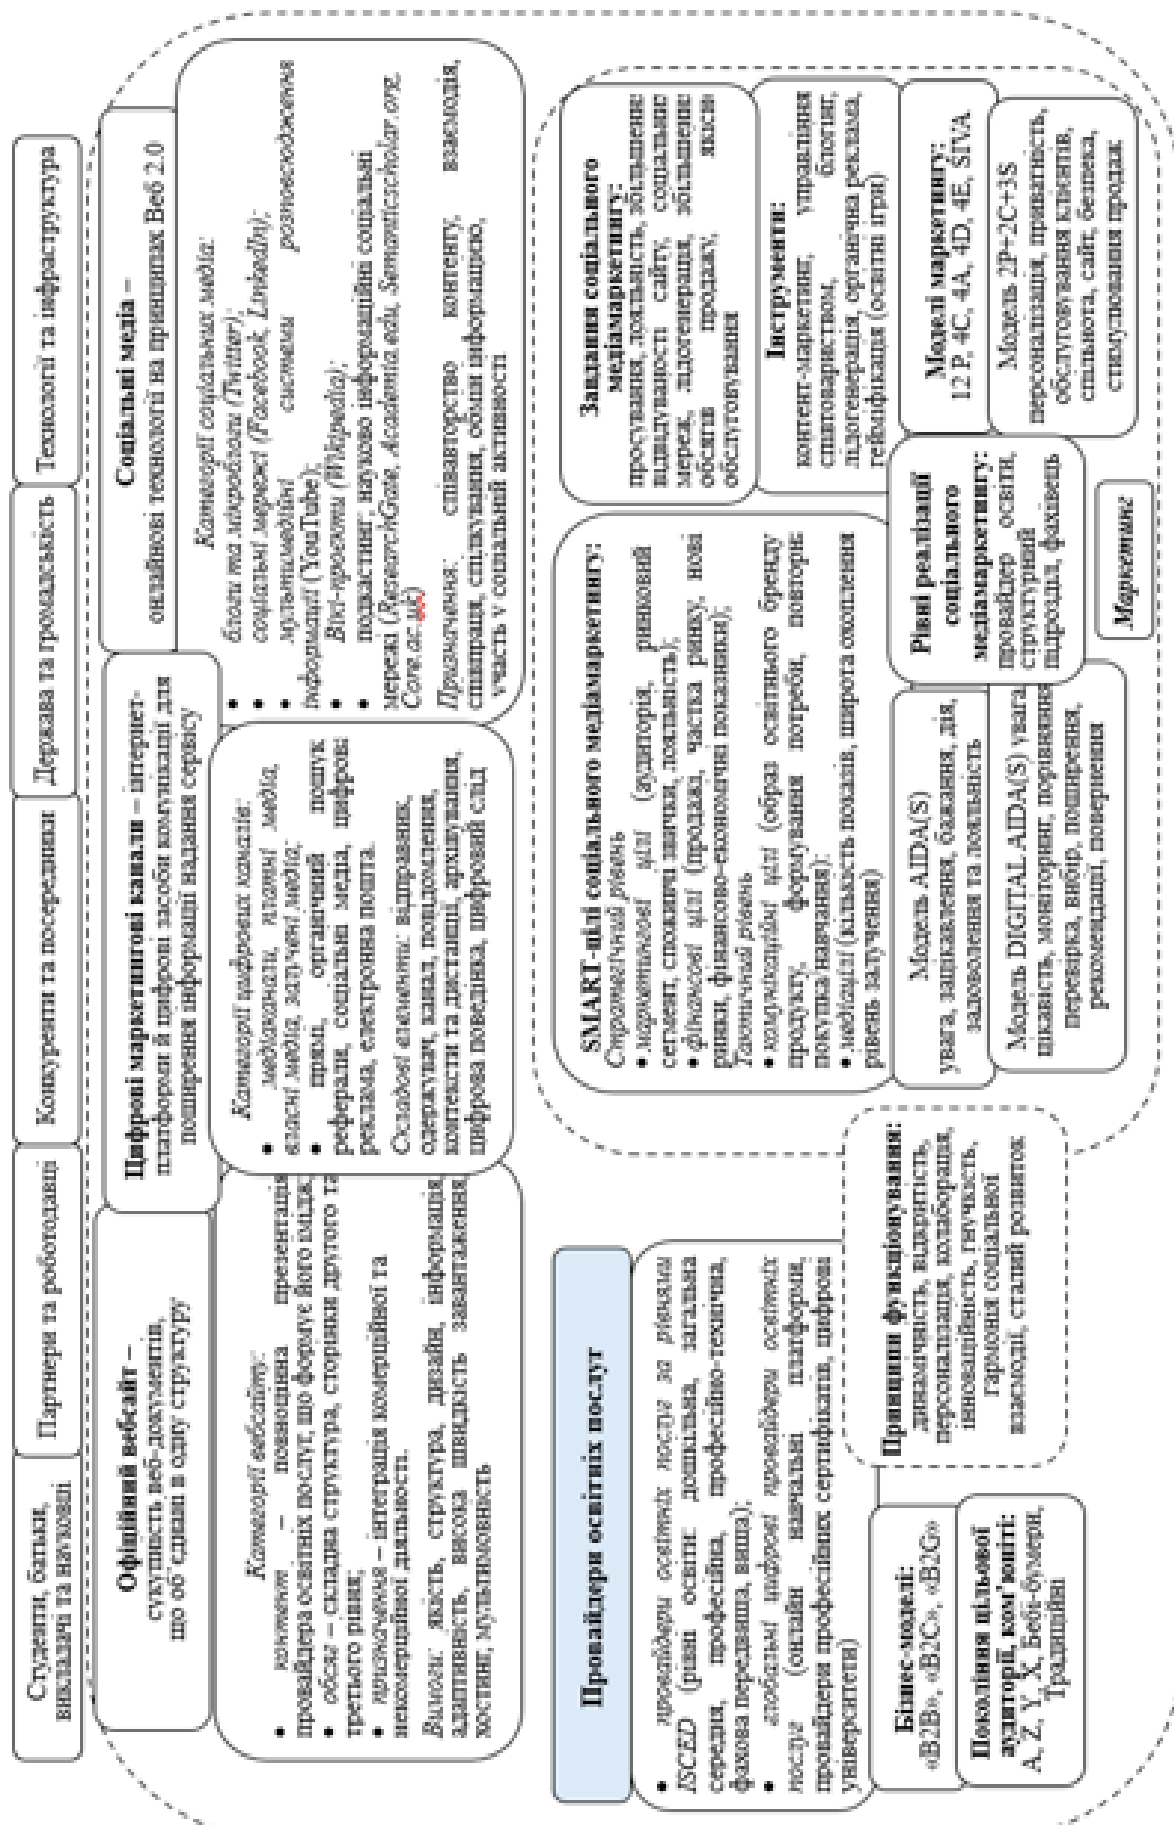 Студенти, батьки,
викладачі та науковці
Партнери та роботодавці
Конкуренти та посередники
Держава та громадськість
Технології та інфраструктура
Офіційний вебсайт –
сукупність веб-документів,
що об'єднані в одну структуру
Категорії вебсайту:
• контент – повноцінна презентація
провайдера освітніх послуг, що формує його імідж;
• обсяг – складна структура, сторінки другого та
третього рівня;
• призначення – інтеграція комерційної та
некомерційної діяльності.
Вимоги: якість, структура, дизайн, інформація,
адаптивність, висока швидкість завантаження,
хостинг, мультимовність
Цифрові маркетингові канали – інтернет-
платформи й цифрові засоби комунікації для
поширення інформації надання сервісу
Категорії цифрових каналів:
• медіаканали, платні медіа,
власні медіа, залучені медіа;
• прямі, органічний пошук,
реферали, соціальні медіа, цифрові
реклама, електронна пошта.
Складові елементи: відправник,
одержувач, канал, повідомлення,
контексти та дистанції, архівування,
цифрова поведінка, цифровий слід
Соціальні медіа –
онлайнові технології на принципах Веб 2.0
Категорії соціальних медіа:
• блоги та мікроблоги (Twitter);
• соціальні мережі (Facebook, LinkedIn);
• мультимедійні системи розповсюдження
інформації (YouTube);
• Вікі-проєкти (Wikipedia);
• подкастинг, науково інформаційні соціальні
мережі (ResearchGate, Academia.edu, Semanticscholar.org,
Core.ac.uk)
Призначення: співавторство контенту, взаємодія,
співпраця, спілкування, обмін інформацією,
участь у соціальній активності
Провайдери освітніх послуг
• провайдери освітніх послуг за рівнями
ISCED (рівні освіти: дошкільна, загальна
середня, професійна, професійно-технічна,
фахова передвища, вища);
• глобальні цифрові провайдери освітніх
послуг (онлайн навчальні платформи,
провайдери професійних сертифікатів, цифрові
університети)
Бізнес-моделі:
«B2B», «B2C», «B2G»
Покоління цільової
аудиторії, ком'юніті:
A, Z, Y, X, Бебі-бумери,
Традиційні
Принципи функціонування:
динамічність, відкритість,
персоналізація, колаборація,
інноваційність, гнучкість,
гармонія соціальної
взаємодії, сталий розвиток
SMART-цілі соціального медіамаркетингу:
Стратегічний рівень
• маркетингові цілі (аудиторія, ринковий
сегмент, споживчі звички, лояльність);
• фінансові цілі (продажі, частка ринку, нові
ринки, фінансово-економічні показники);
Тактичний рівень
• комунікаційні цілі (образ освітнього бренду
продукту, формування потреби, повторні
покупка/навчання);
• медіацілі (кількість показів, широта охоплення
рівень залучення)
Завдання соціального
медіамаркетингу:
просування, лояльність, збільшення
відвідуваності сайту, соціальних
мереж, лідогенерація, збільшення
обсягів продажу, якісне
обслуговування
Інструменти:
контент-маркетинг, управління
спільнотариством, блогінг,
лідогенерація, органічна реклама,
гейміфікація (освітні ігри)
Модель AIDA(S)
увага, зацікавлення, бажання, дія,
задоволення та лояльність
Модель DIGITAL AIDA(S) увага,
цікавість, моніторинг, порівняння
перевірка, вибір, поширення,
рекомендації, повернення
Рівні реалізації
соціального
медіамаркетингу:
провайдер освіти,
структурний
підрозділ, фахівець
Моделі маркетингу:
12 P, 4C, 4A, 4D, 4E, SIVA
Модель 2P+2C+3S
персоналізація, приватність,
обслуговування клієнтів,
спільнота, сайт, безпека,
стимулювання продаж
Маркетинг